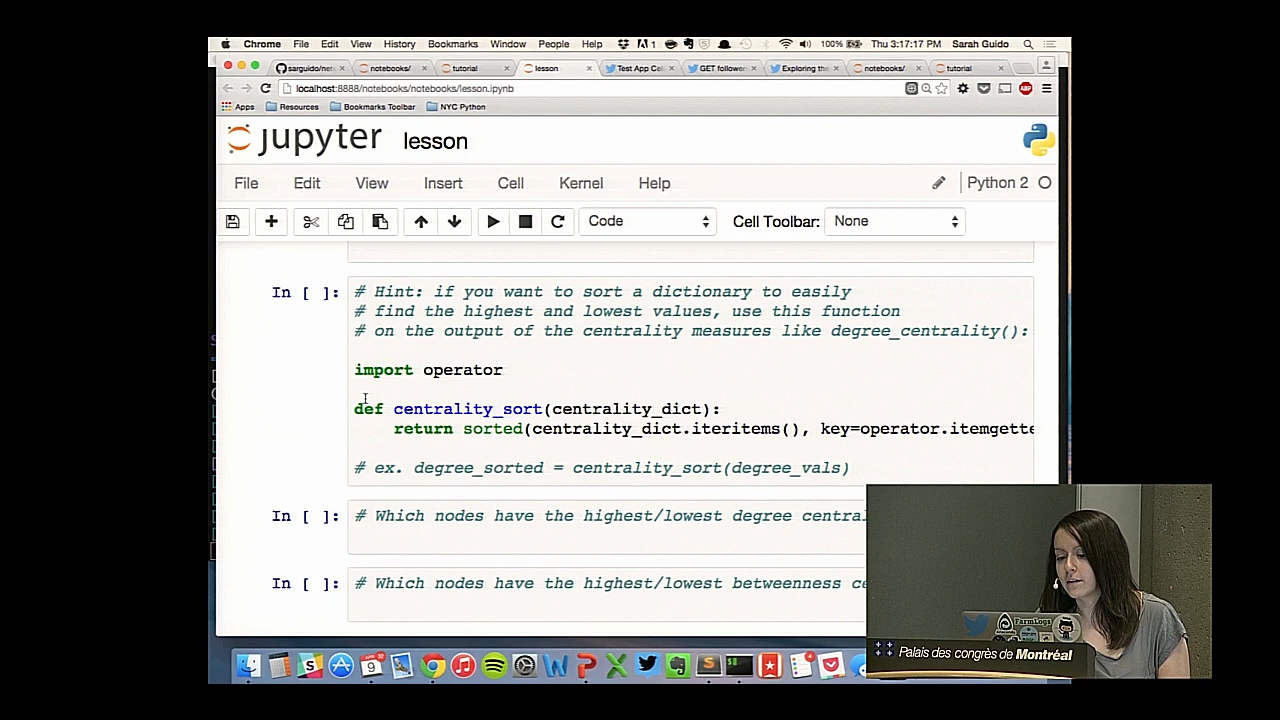 Chrome File Edit View History Bookmarks Window People Help 1 100% Thu 3:17:17 PM Sarah Guido
sarguido/net notebooks/ tutorial lesson Test App Cal GET follower Exploring the notebooks/ tutorial
localhost:8888/notebooks/notebooks/lesson.ipynb
Apps Resources Bookmarks Toolbar NYC Python
jupyter lesson
File Edit View Insert Cell Kernel Help Python 2
Code Cell Toolbar: None
In [ ]: # Hint: if you want to sort a dictionary to easily
# find the highest and lowest values, use this function
# on the output of the centrality measures like degree_centrality():
import operator
def centrality_sort(centrality_dict):
return sorted(centrality_dict.iteritems(), key=operator.itemgette
# ex. degree_sorted = centrality_sort(degree_vals)
In [ ]: # Which nodes have the highest/lowest degree central
In [ ]: # Which nodes have the highest/lowest betweenness ce
FarmLogs
Palais des congrès de Montréal